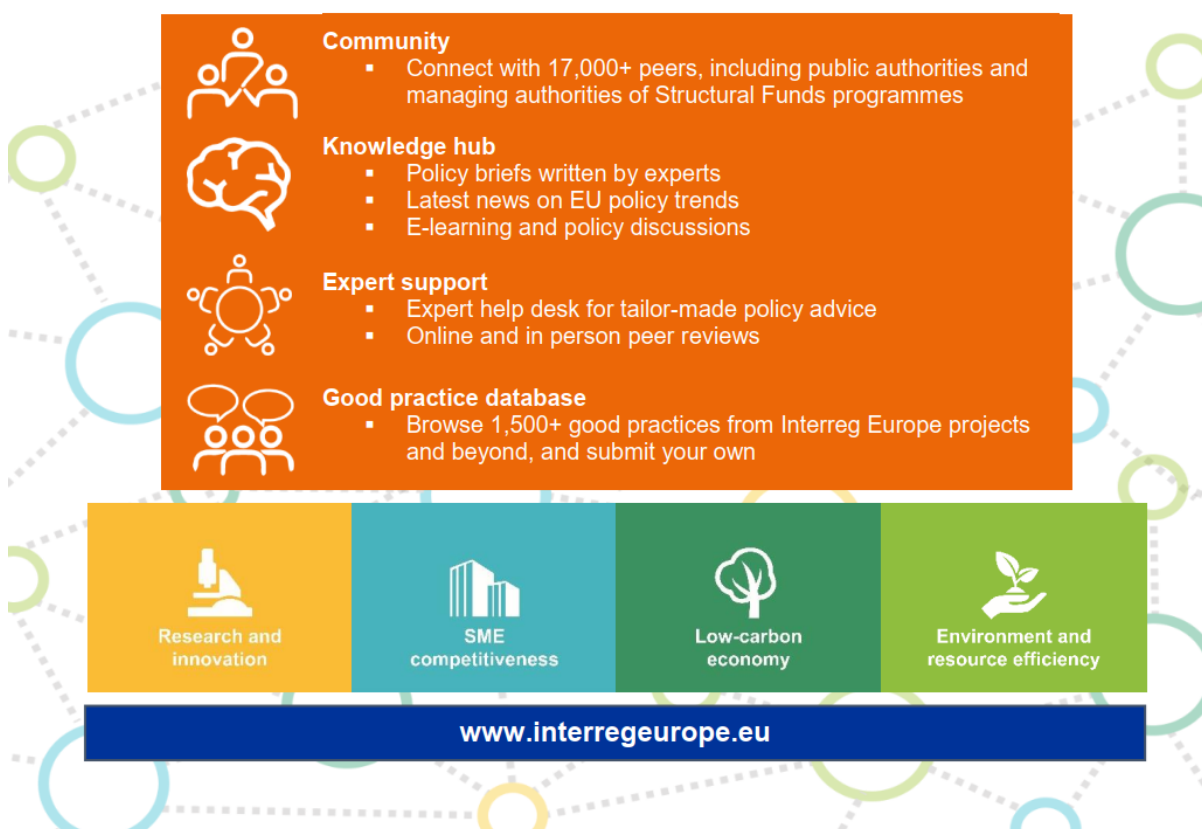 Community
▪ Connect with 17,000+ peers, including public authorities and
managing authorities of Structural Funds programmes
Knowledge hub
▪ Policy briefs written by experts
▪ Latest news on EU policy trends
▪ E-learning and policy discussions
Expert support
▪ Expert help desk for tailor-made policy advice
▪ Online and in person peer reviews
Good practice database
▪ Browse 1,500+ good practices from Interreg Europe projects
and beyond, and submit your own
Research and
innovation
SME
competitiveness
Low-carbon
economy
Environment and
resource efficiency
www.interregeurope.eu